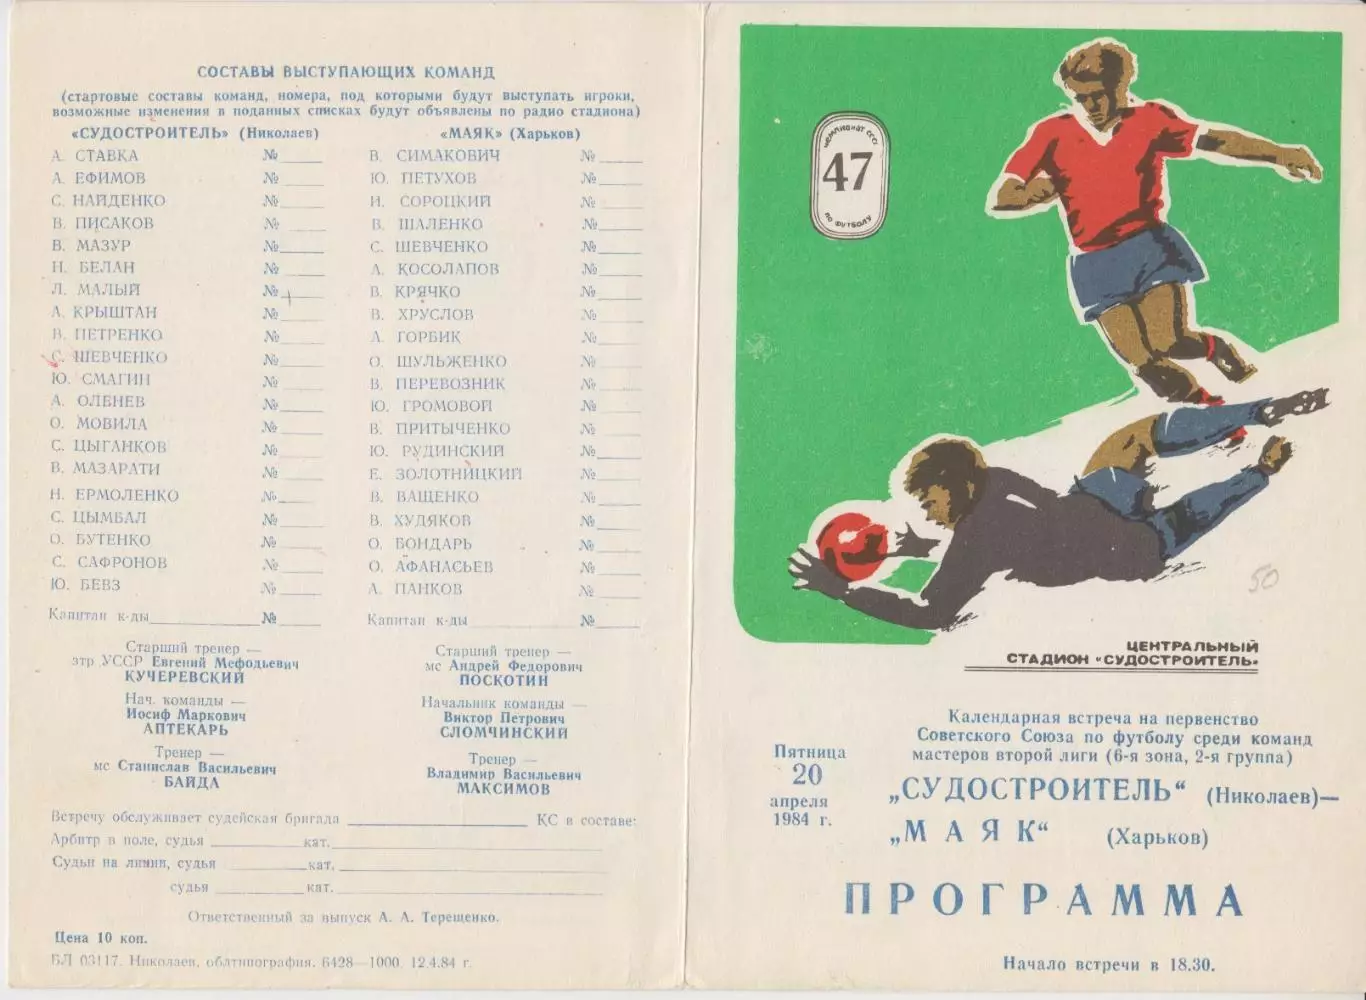 СОСТАВЫ ВЫСТУПАЮЩИХ КОМАНД
(стартовые составы команд, номера, под которыми будут выступать игроки,
возможные изменения в поданных списках будут объявлены по радио стадиона)
«СУДОСТРОИТЕЛЬ» (Николаев)
А. СТАВКА №
А. ЕФИМОВ №
С. НАЙДЕНКО №
В. ПИСАКОВ №
В. МАЗУР №
Н. БЕЛАН №
Л. МАЛЫЙ №
А. КРЫШТАН №
В. ПЕТРЕНКО №
С. ШЕВЧЕНКО №
Ю. СМАГИН №
А. ОЛЕНЕВ №
О. МОВИЛА №
С. ЦЫГАНКОВ №
В. МАЗАРАТИ №
Н. ЕРМОЛЕНКО №
С. ЦЫМБАЛ №
О. БУТЕНКО №
С. САФРОНОВ №
Ю. БЕВЗ №
Капитан к-ды №
Старший тренер —
зтр УССР Евгений Мефодьевич
КУЧЕРЕВСКИЙ
Нач. команды —
Иосиф Маркович
АПТЕКАРЬ
Тренер —
мс Станислав Васильевич
БАЙДА
«МАЯК» (Харьков)
В. СИМАКОВИЧ №
Ю. ПЕТУХОВ №
И. СОРОЦКИЙ №
В. ШАЛЕНКО №
С. ШЕВЧЕНКО №
А. КОСОЛАПОВ №
В. КРЯЧКО №
В. ХРУСЛОВ №
А. ГОРБИК №
О. ШУЛЬЖЕНКО №
В. ПЕРЕВОЗНИК №
Ю. ГРОМОВОЙ №
В. ПРИТЫЧЕНКО №
Ю. РУДИНСКИЙ №
Е. ЗОЛОТНИЦКИЙ №
В. ВАЩЕНКО №
В. ХУДЯКОВ №
О. БОНДАРЬ №
О. АФАНАСЬЕВ №
А. ПАНКОВ №
Капитан к-ды №
Старший тренер —
мс Андрей Федорович
ПОСКОТИН
Начальник команды —
Виктор Петрович
СЛОМЧИНСКИЙ
Тренер —
Владимир Васильевич
МАКСИМОВ
Встречу обслуживает судейская бригада КС в составе:
Арбитр в поле, судья кат.
Судьи на линии, судья кат.
судья кат.
Ответственный за выпуск А. А. Терещенко.
Цена 10 коп.
БЛ 03117. Николаев, облтипография. 6428—1000. 12.4.84 г.
ЧЕМПИОНАТ СССР
47
ПО ФУТБОЛУ
50
ЦЕНТРАЛЬНЫЙ
СТАДИОН «СУДОСТРОИТЕЛЬ»
Календарная встреча на первенство
Советского Союза по футболу среди команд
мастеров второй лиги (6-я зона, 2-я группа)
Пятница
20
апреля
1984 г.
„СУДОСТРОИТЕЛЬ“ (Николаев)—
„МАЯК“ (Харьков)
ПРОГРАММА
Начало встречи в 18.30.